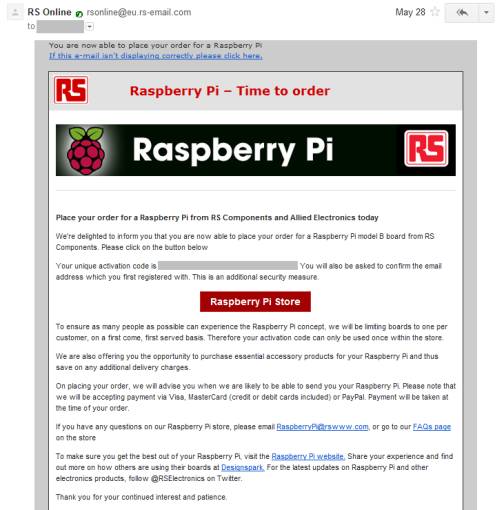 RS Online rsonline@eu.rs-email.com May 28
to
You are now able to place your order for a Raspberry Pi
If this e-mail isn't displaying correctly please click here.
RS Raspberry Pi – Time to order
Raspberry Pi RS
Place your order for a Raspberry Pi from RS Components and Allied Electronics today
We're delighted to inform you that you are now able to place your order for a Raspberry Pi model B board from RS
Components. Please click on the button below
Your unique activation code is You will also be asked to confirm the email
address which you first registered with. This is an additional security measure.
Raspberry Pi Store
To ensure as many people as possible can experience the Raspberry Pi concept, we will be limiting boards to one per
customer, on a first come, first served basis. Therefore your activation code can only be used once within the store.
We are also offering you the opportunity to purchase essential accessory products for your Raspberry Pi and thus
save on any additional delivery charges.
On placing your order, we will advise you when we are likely to be able to send you your Raspberry Pi. Please note that
we will be accepting payment via Visa, MasterCard (credit or debit cards included) or PayPal. Payment will be taken at
the time of your order.
If you have any questions on our Raspberry Pi store, please email RaspberryPi@rswww.com, or go to our FAQs page
on the store
To make sure you get the best out of your Raspberry Pi, visit the Raspberry Pi website. Share your experience and find
out more on how others are using their boards at Designspark. For the latest updates on Raspberry Pi and other
electronics products, follow @RSElectronics on Twitter.
Thank you for your continued interest and patience.